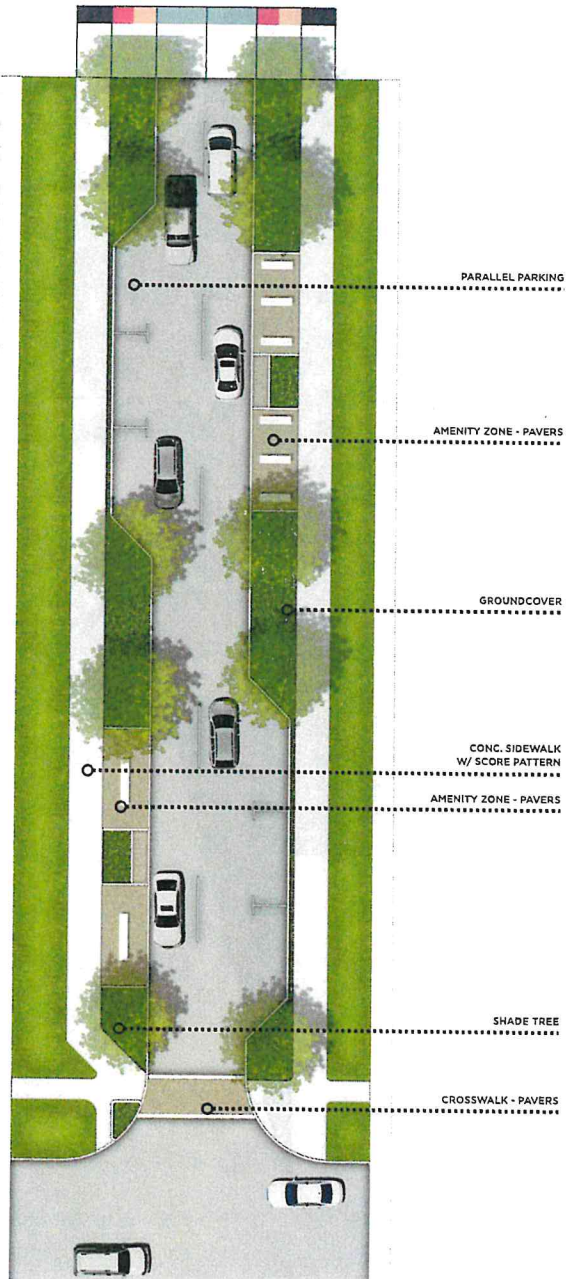 PARALLEL PARKING
AMENITY ZONE - PAVERS
GROUNDCOVER
CONC. SIDEWALK
W/ SCORE PATTERN
AMENITY ZONE - PAVERS
SHADE TREE
CROSSWALK - PAVERS